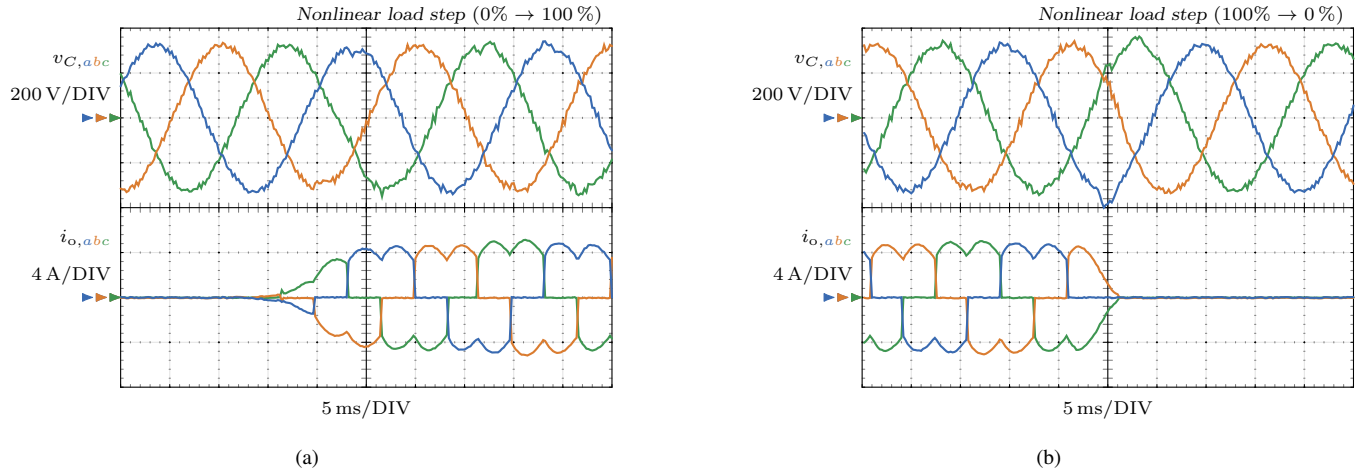 Nonlinear load step (0% → 100 %)
v_C,abc
200 V/DIV
i_o,abc
4 A/DIV
5 ms/DIV
(a)
Nonlinear load step (100% → 0 %)
v_C,abc
200 V/DIV
i_o,abc
4 A/DIV
5 ms/DIV
(b)